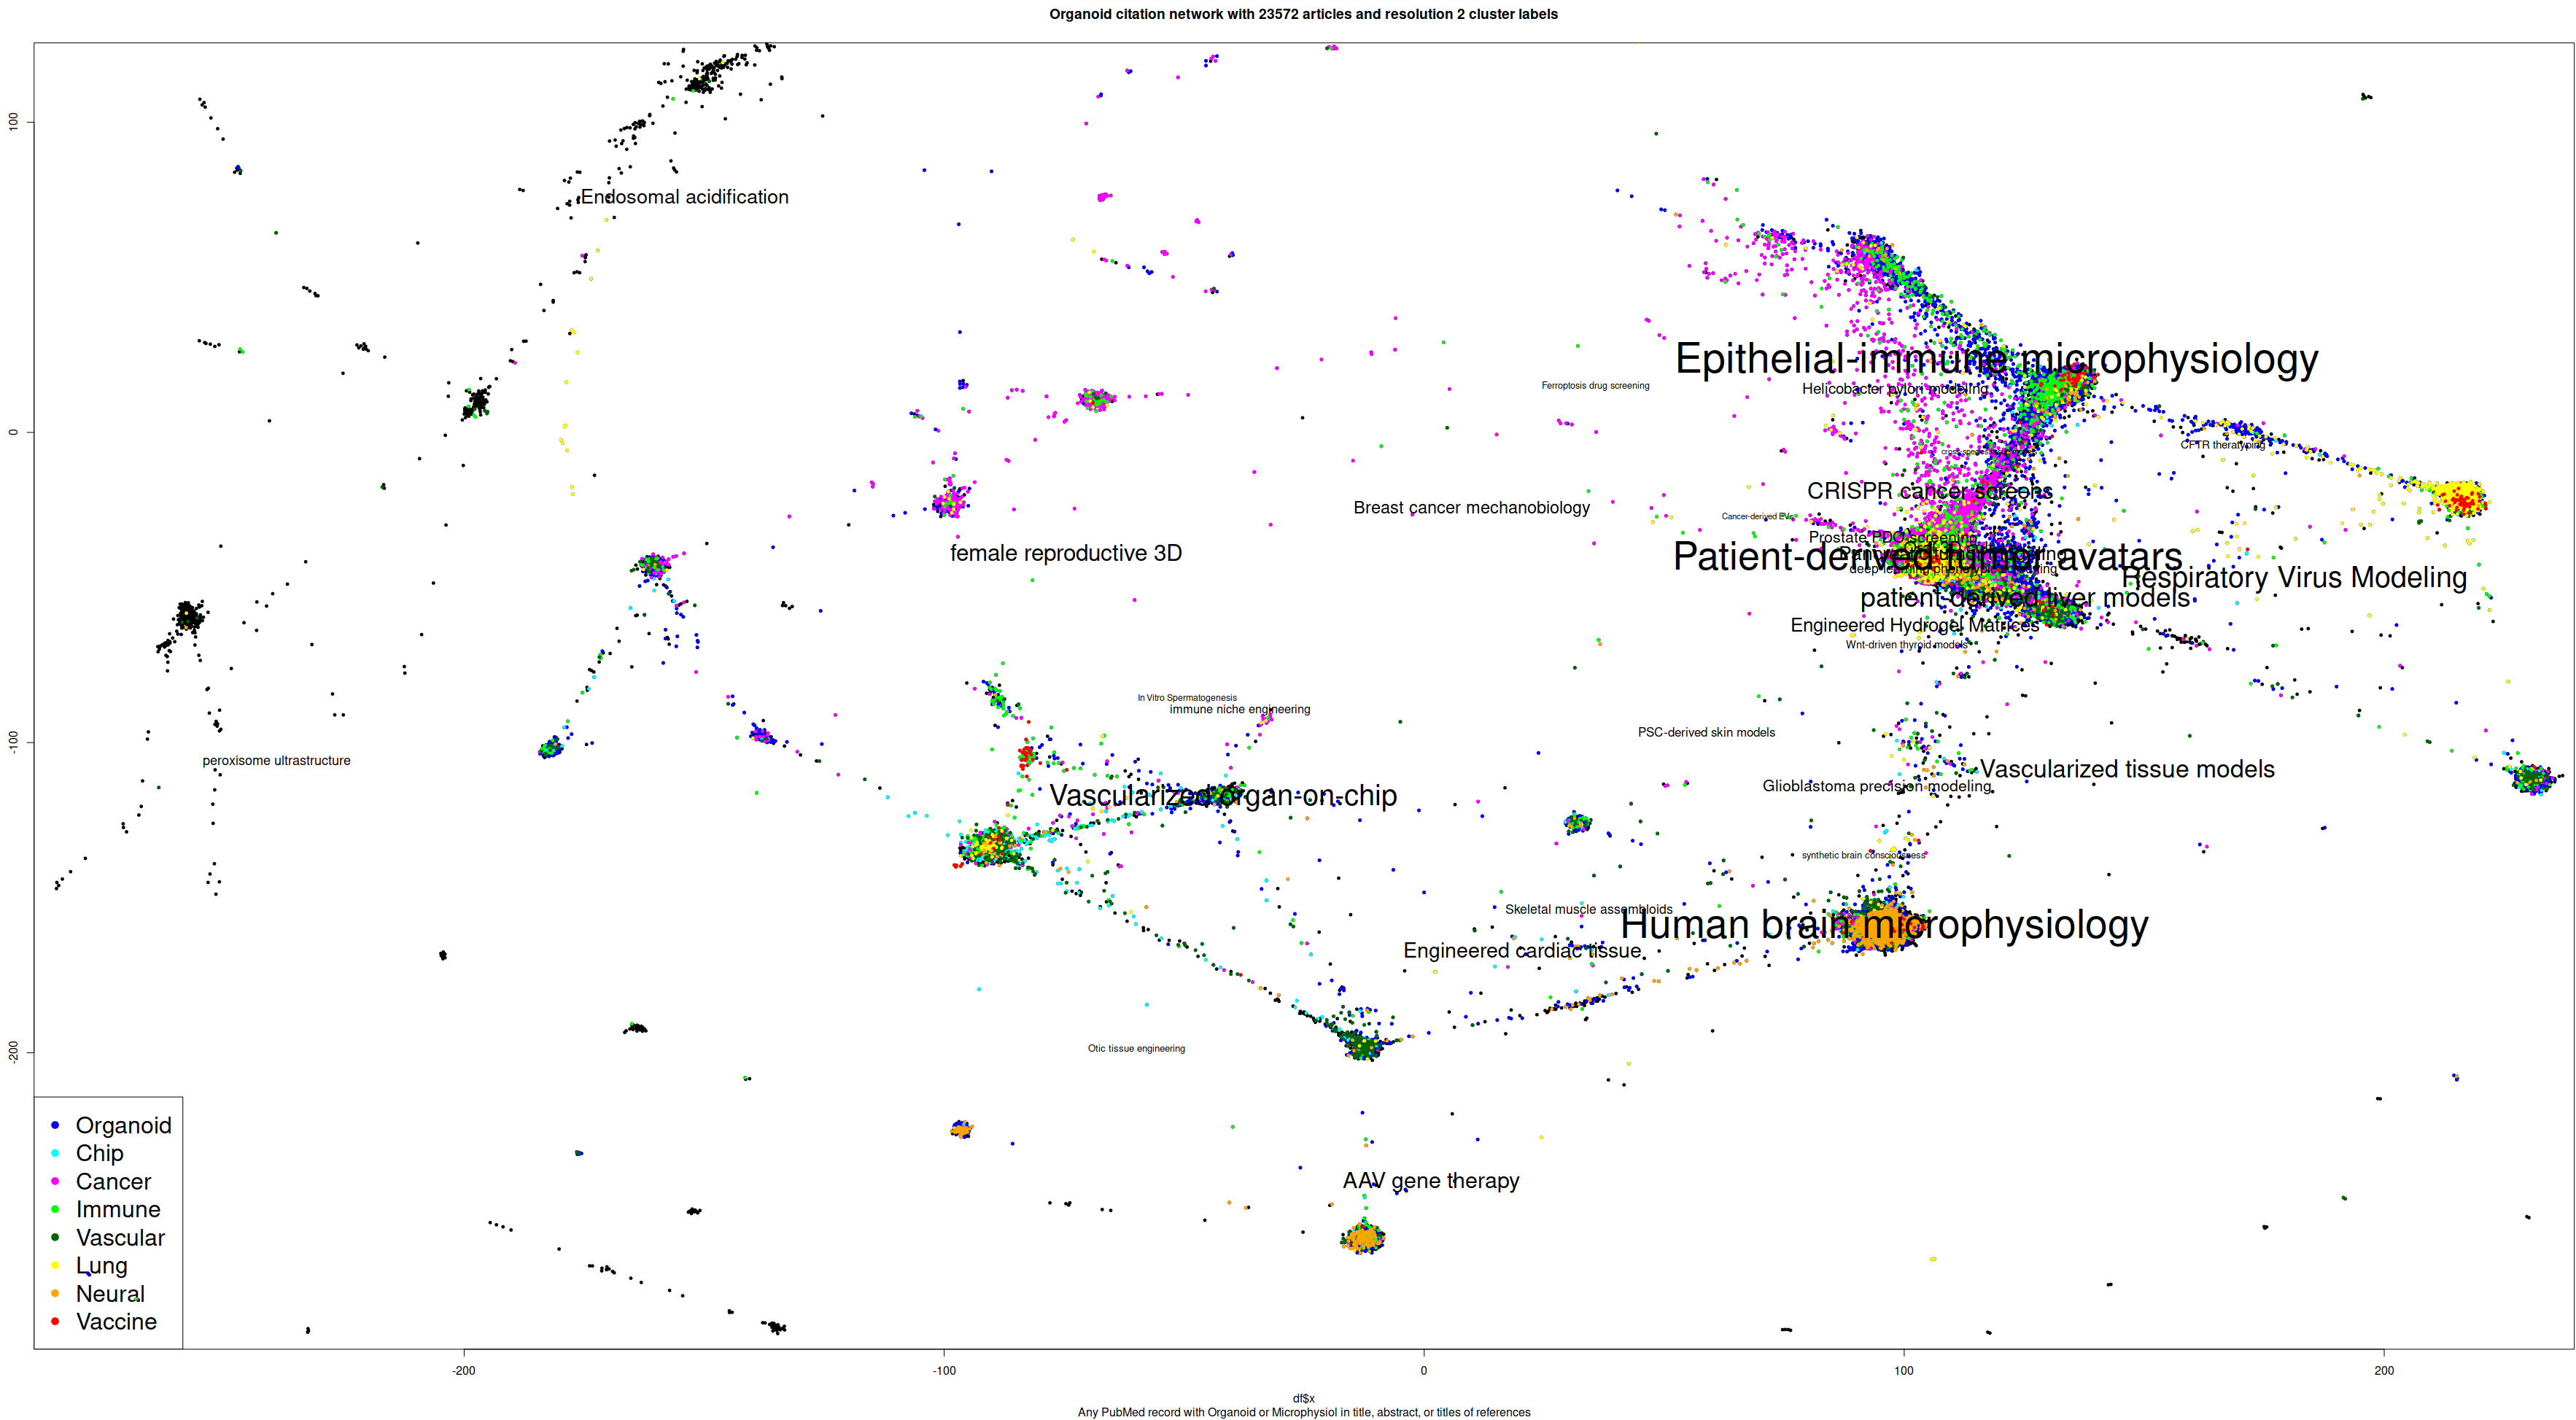 Organoid citation network with 23572 articles and resolution 2 cluster labels
100
0
-100
-200
Endosomal acidification
Epithelial-immune microphysiology
Ferroptosis drug screening
Helicobacter pylori modeling
CFTR theratyping
CRISPR cancer screens
Breast cancer mechanobiology
Cancer-derived EVs
Prostate PDO screening
female reproductive 3D
Patient-derived tumor avatars
deep learning phenotypic screening
Respiratory Virus Modeling
patient-derived liver models
Engineered Hydrogel Matrices
Wnt-driven thyroid models
In Vitro Spermatogenesis
immune niche engineering
PSC-derived skin models
peroxisome ultrastructure
Vascularized tissue models
Glioblastoma precision modeling
Vascularized organ-on-chip
synthetic brain consciousness
Skeletal muscle assembloids
Human brain microphysiology
Engineered cardiac tissue
Otic tissue engineering
AAV gene therapy
Organoid
Chip
Cancer
Immune
Vascular
Lung
Neural
Vaccine
-200
-100
0
100
200
df$x
Any PubMed record with Organoid or Microphysiol in title, abstract, or titles of references